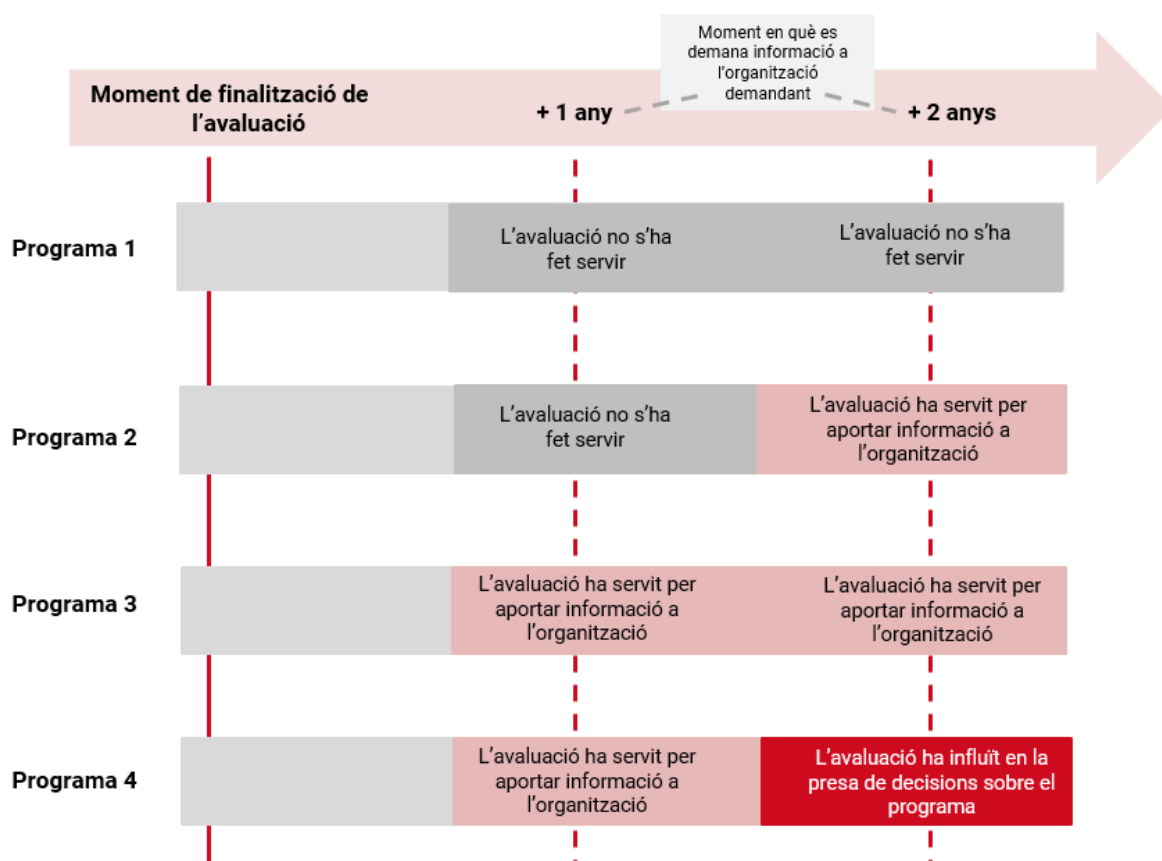 Moment en què es
demana informació a
l'organització
demandant
Moment de finalització de
l'avaluació
+ 1 any
+ 2 anys
Programa 1
L'avaluació no s'ha
fet servir
L'avaluació no s'ha
fet servir
Programa 2
L'avaluació no s'ha
fet servir
L'avaluació ha servit per
aportar informació a
l'organització
Programa 3
L'avaluació ha servit per
aportar informació a
l'organització
L'avaluació ha servit per
aportar informació a
l'organització
Programa 4
L'avaluació ha servit per
aportar informació a
l'organització
L'avaluació ha influït en la
presa de decisions sobre el
programa